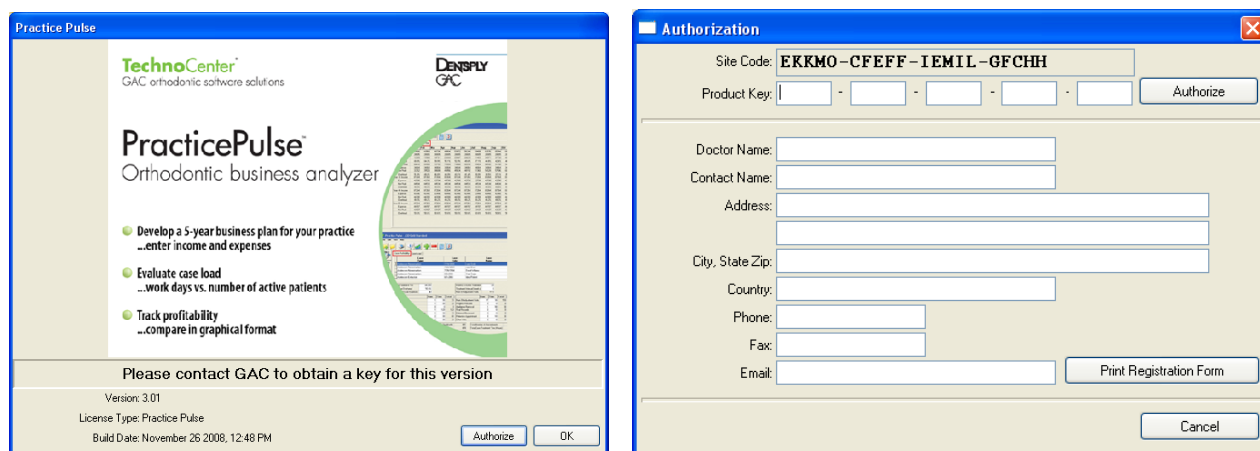 Practice Pulse
TechnoCenter
GAC orthodontic software solutions
DENTSPLY
GAC
PracticePulse™
Orthodontic business analyzer
Develop a 5-year business plan for your practice
...enter income and expenses
Evaluate case load
...work days vs. number of active patients
Track profitability
...compare in graphical format
Please contact GAC to obtain a key for this version
Version: 3.01
License Type: Practice Pulse
Build Date: November 26 2008, 12:48 PM
Authorize OK
Authorization
Site Code: EKKMO-CFEFF-IEMIL-GFCHH
Product Key: - - - - Authorize
Doctor Name:
Contact Name:
Address:
City, State Zip:
Country:
Phone:
Fax:
Email: Print Registration Form
Cancel